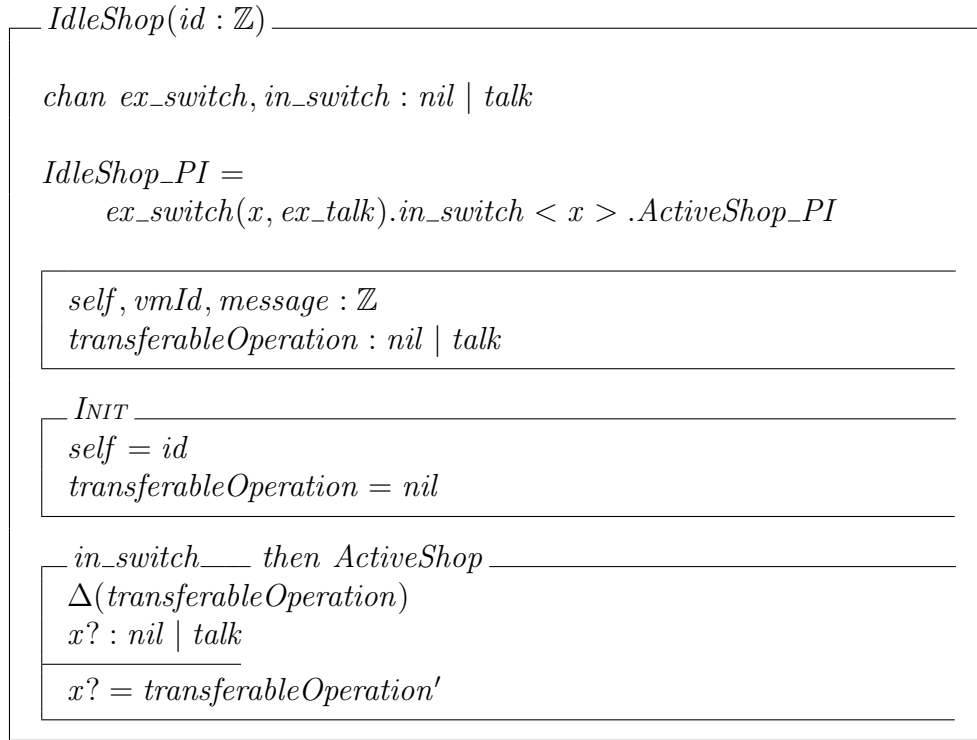 IdleShop(id : ℤ)
chan ex_switch, in_switch : nil | talk
IdleShop_PI =
ex_switch(x, ex_talk).in_switch < x > .ActiveShop_PI
self, vmId, message : ℤ
transferableOperation : nil | talk
INIT
self = id
transferableOperation = nil
in_switch___ then ActiveShop
Δ(transferableOperation)
x? : nil | talk
x? = transferableOperation′